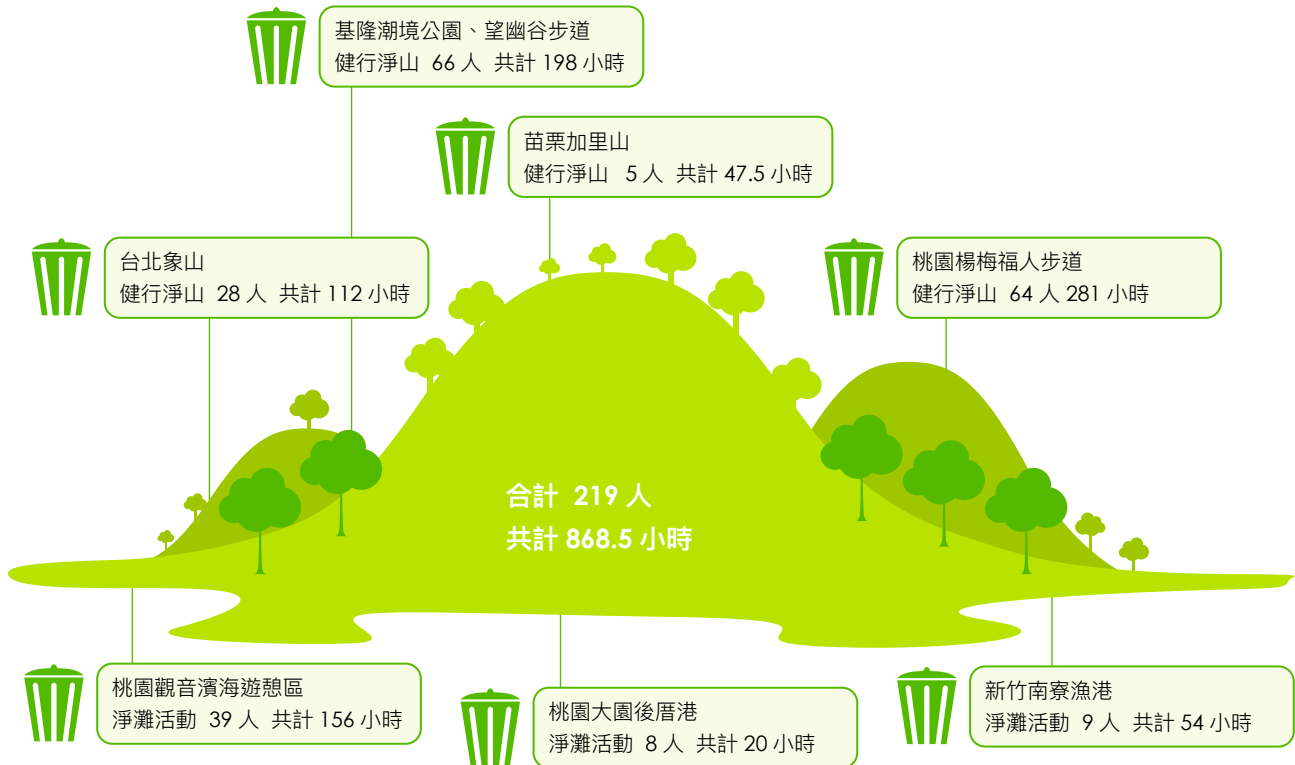 基隆潮境公園、望幽谷步道
健行淨山 66 人 共計 198 小時
苗栗加里山
健行淨山 5 人 共計 47.5 小時
台北象山
健行淨山 28 人 共計 112 小時
桃園楊梅福人步道
健行淨山 64 人 281 小時
合計 219 人
共計 868.5 小時
桃園觀音濱海遊憩區
淨灘活動 39 人 共計 156 小時
桃園大園後厝港
淨灘活動 8 人 共計 20 小時
新竹南寮漁港
淨灘活動 9 人 共計 54 小時